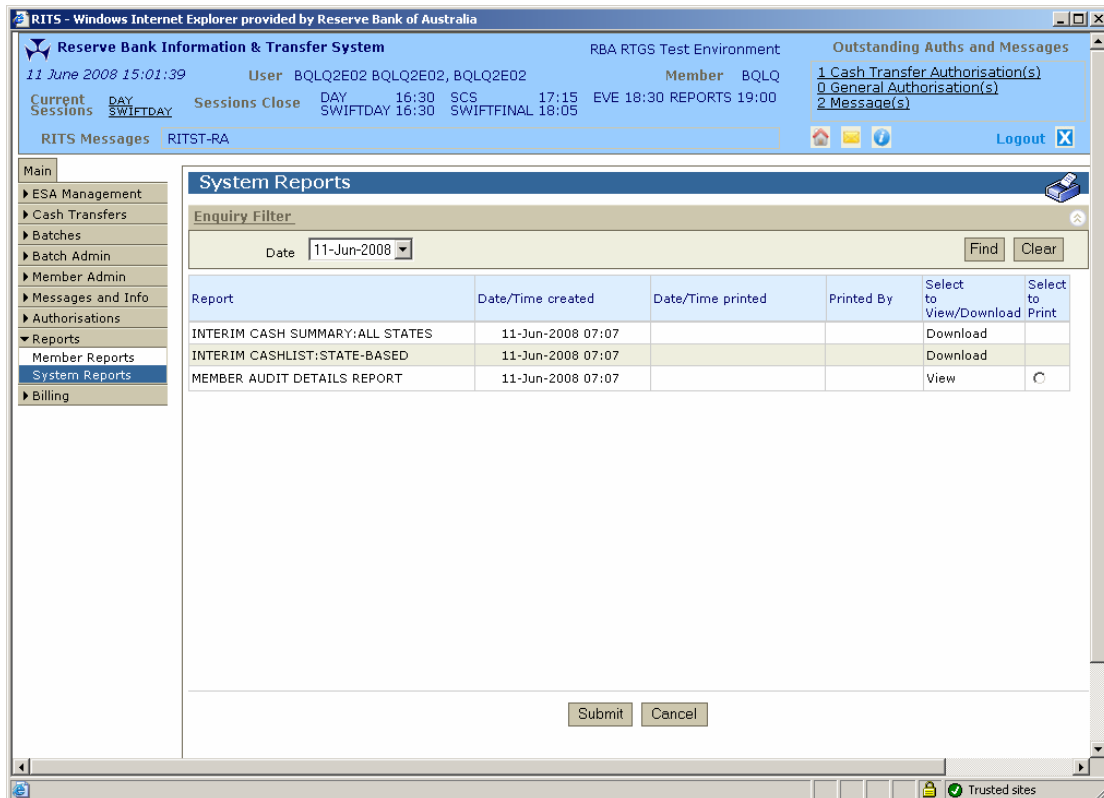 RITS - Windows Internet Explorer provided by Reserve Bank of Australia
Reserve Bank Information & Transfer System
RBA RTGS Test Environment
Outstanding Auths and Messages
11 June 2008 15:01:39
User BQLQ2E02 BQLQ2E02, BQLQ2E02
Member BQLQ
1 Cash Transfer Authorisation(s)
0 General Authorisation(s)
2 Message(s)
Current Sessions DAY SWIFTDAY
Sessions Close DAY 16:30 SCS 17:15 EVE 18:30 REPORTS 19:00
SWIFTDAY 16:30 SWIFTFINAL 18:05
RITS Messages RITST-RA
Logout X
Main
ESA Management
Cash Transfers
Batches
Batch Admin
Member Admin
Messages and Info
Authorisations
Reports
Member Reports
System Reports
Billing
System Reports
Enquiry Filter
Date 11-Jun-2008 Find Clear
Report Date/Time created Date/Time printed Printed By Select to View/Download Select to Print
INTERIM CASH SUMMARY:ALL STATES 11-Jun-2008 07:07 Download
INTERIM CASHLIST:STATE-BASED 11-Jun-2008 07:07 Download
MEMBER AUDIT DETAILS REPORT 11-Jun-2008 07:07 View
Submit Cancel
Trusted sites